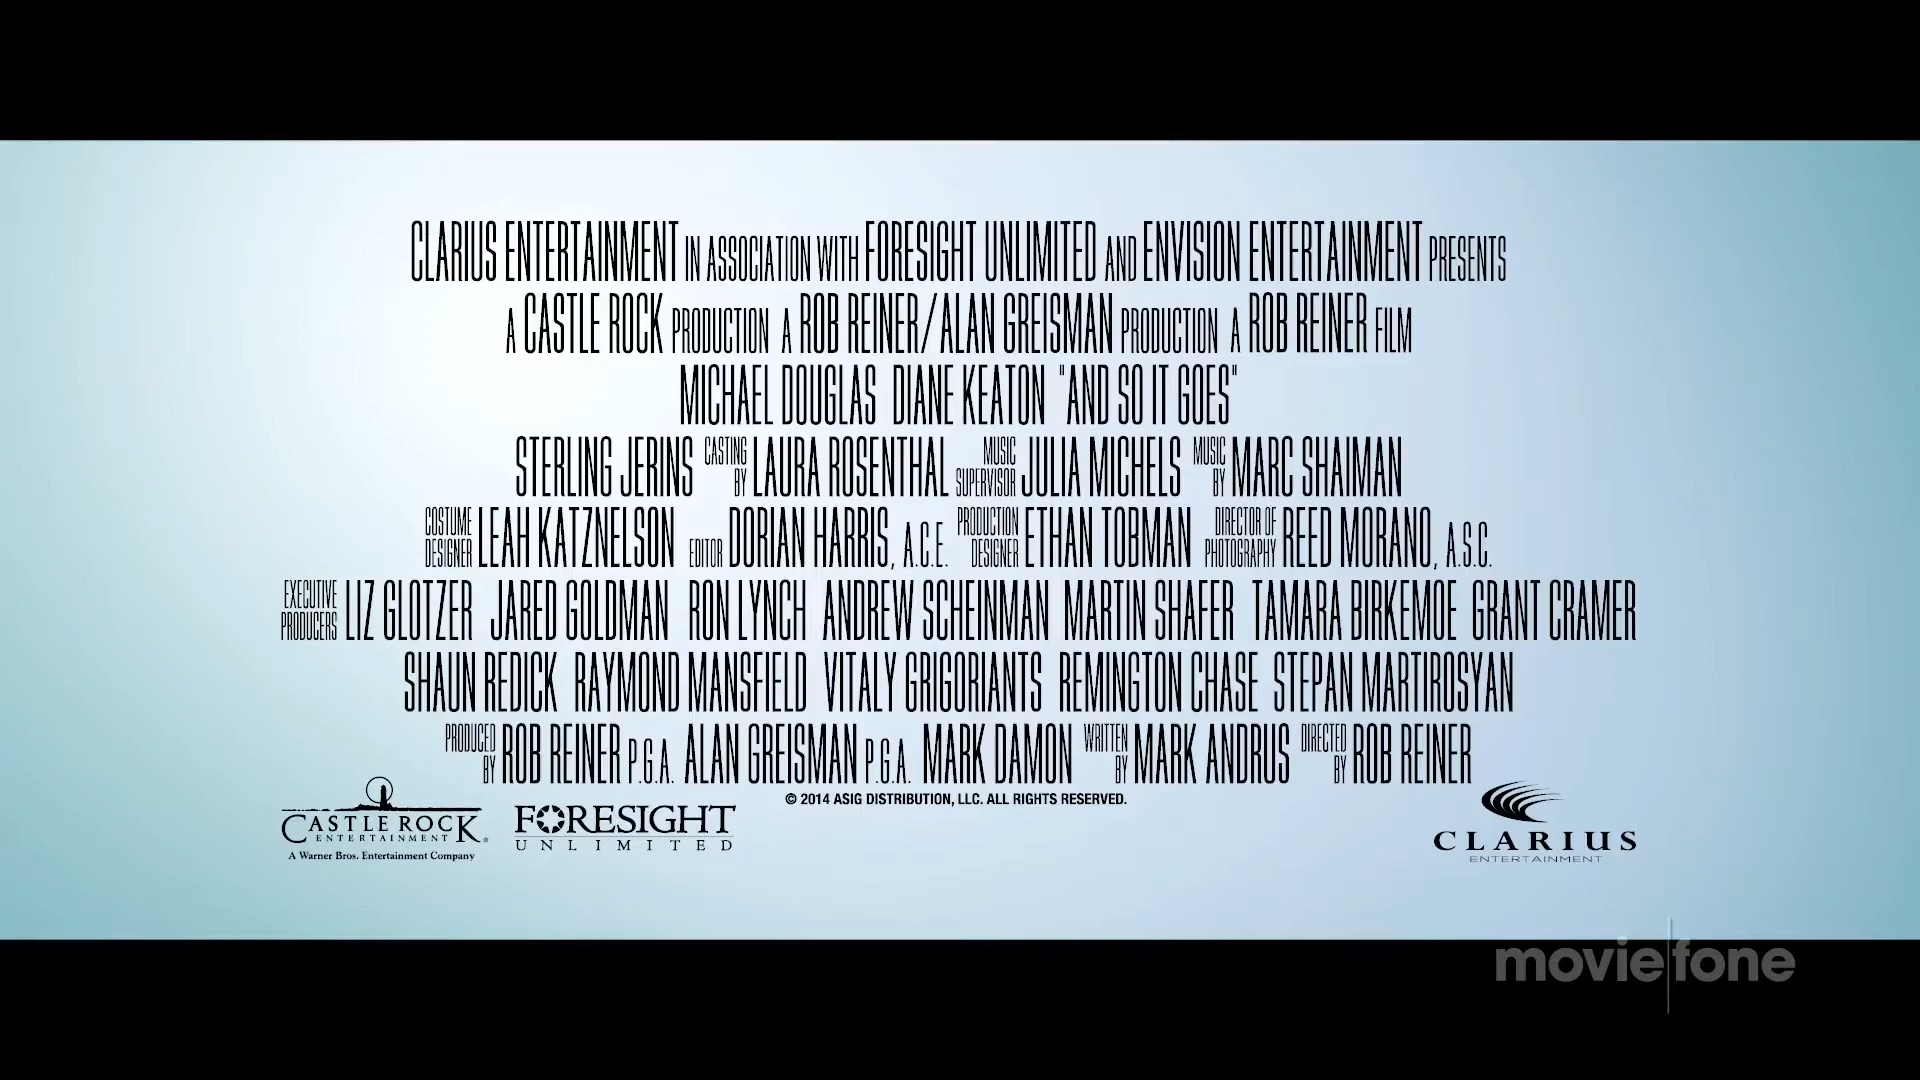 CLARIUS ENTERTAINMENT IN ASSOCIATION WITH FORESIGHT UNLIMITED AND ENVISION ENTERTAINMENT PRESENTS
A CASTLE ROCK PRODUCTION A ROB REINER/ALAN GREISMAN PRODUCTION A ROB REINER FILM
MICHAEL DOUGLAS DIANE KEATON "AND SO IT GOES"
STERLING JERINS CASTING BY LAURA ROSENTHAL MUSIC SUPERVISOR JULIA MICHELS MUSIC BY MARC SHAIMAN
COSTUME DESIGNER LEAH KATZNELSON EDITOR DORIAN HARRIS, A.C.E. PRODUCTION DESIGNER ETHAN TOBMAN DIRECTOR OF PHOTOGRAPHY REED MORANO, A.S.C.
EXECUTIVE PRODUCERS LIZ GLOTZER JARED GOLDMAN RON LYNCH ANDREW SCHEINMAN MARTIN SHAFER TAMARA BIRKEMOE GRANT CRAMER
SHAUN REDICK RAYMOND MANSFIELD VITALY GRIGORIANTS REMINGTON CHASE STEPAN MARTIROSYAN
PRODUCED BY ROB REINER P.G.A. ALAN GREISMAN P.G.A. MARK DAMON WRITTEN BY MARK ANDRUS DIRECTED BY ROB REINER
© 2014 ASIG DISTRIBUTION, LLC. ALL RIGHTS RESERVED.
CASTLE ROCK
ENTERTAINMENT
A Warner Bros. Entertainment Company
FORESIGHT
UNLIMITED
CLARIUS
ENTERTAINMENT
moviefone